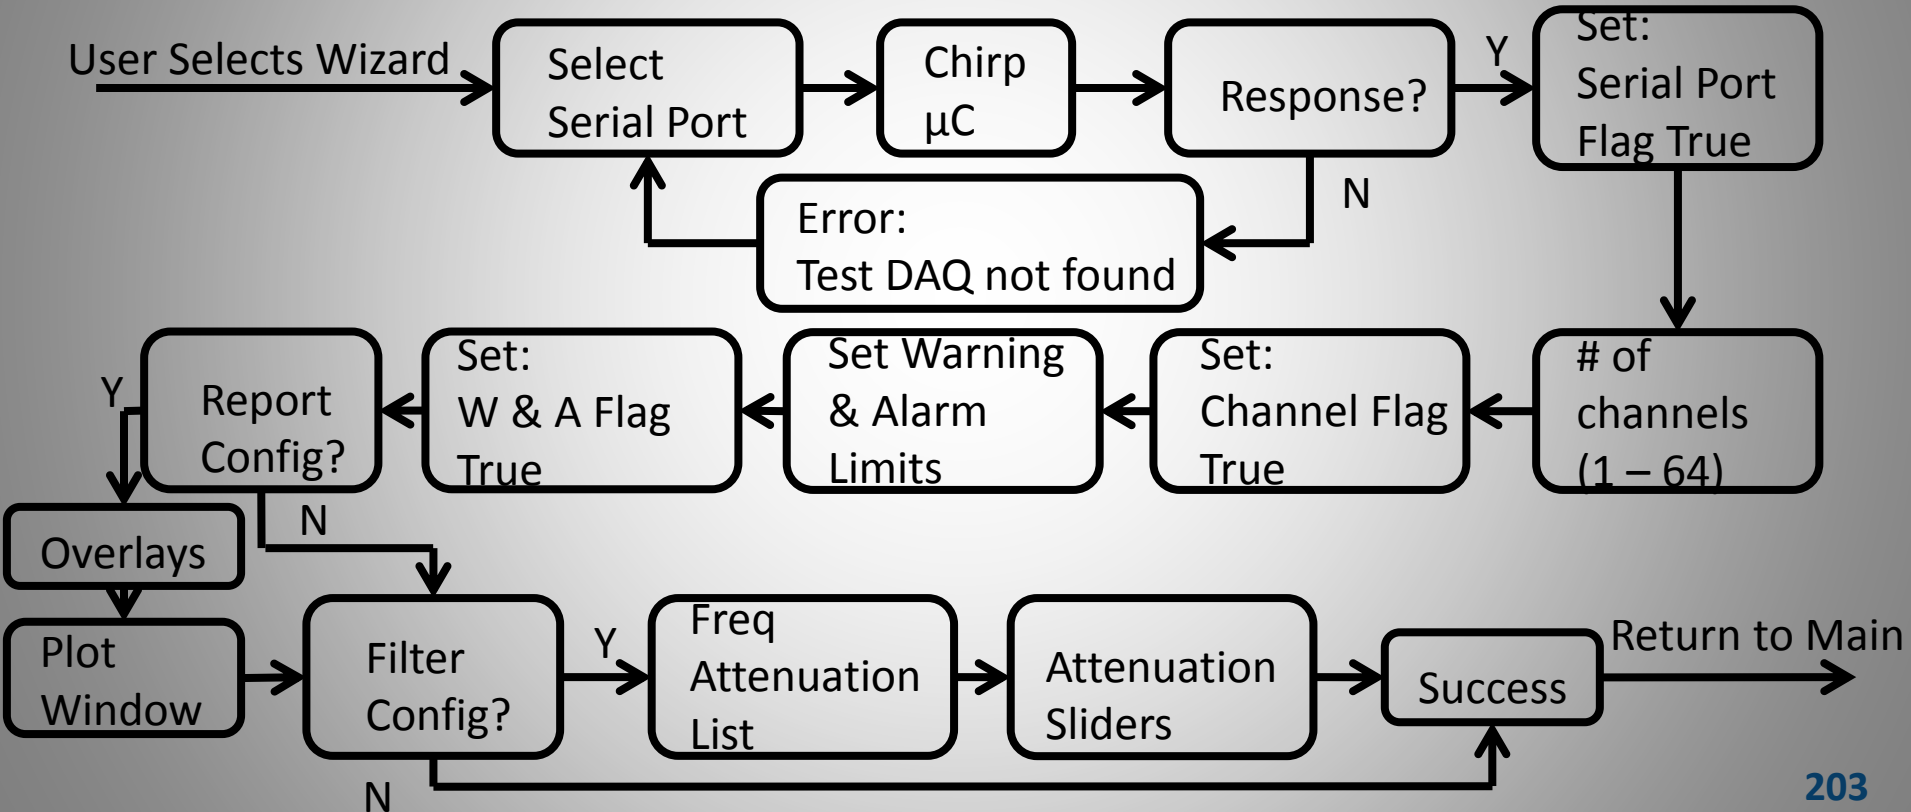 User Selects Wizard
Select
Serial Port
Chirp
µC
Response?
Y
Set:
Serial Port
Flag True
N
Error:
Test DAQ not found
# of
channels
(1 – 64)
Set:
Channel Flag
True
Set Warning
& Alarm
Limits
Set:
W & A Flag
True
Report
Config?
Y
N
Overlays
Plot
Window
Filter
Config?
Y
Freq
Attenuation
List
Attenuation
Sliders
Success
Return to Main
N
203